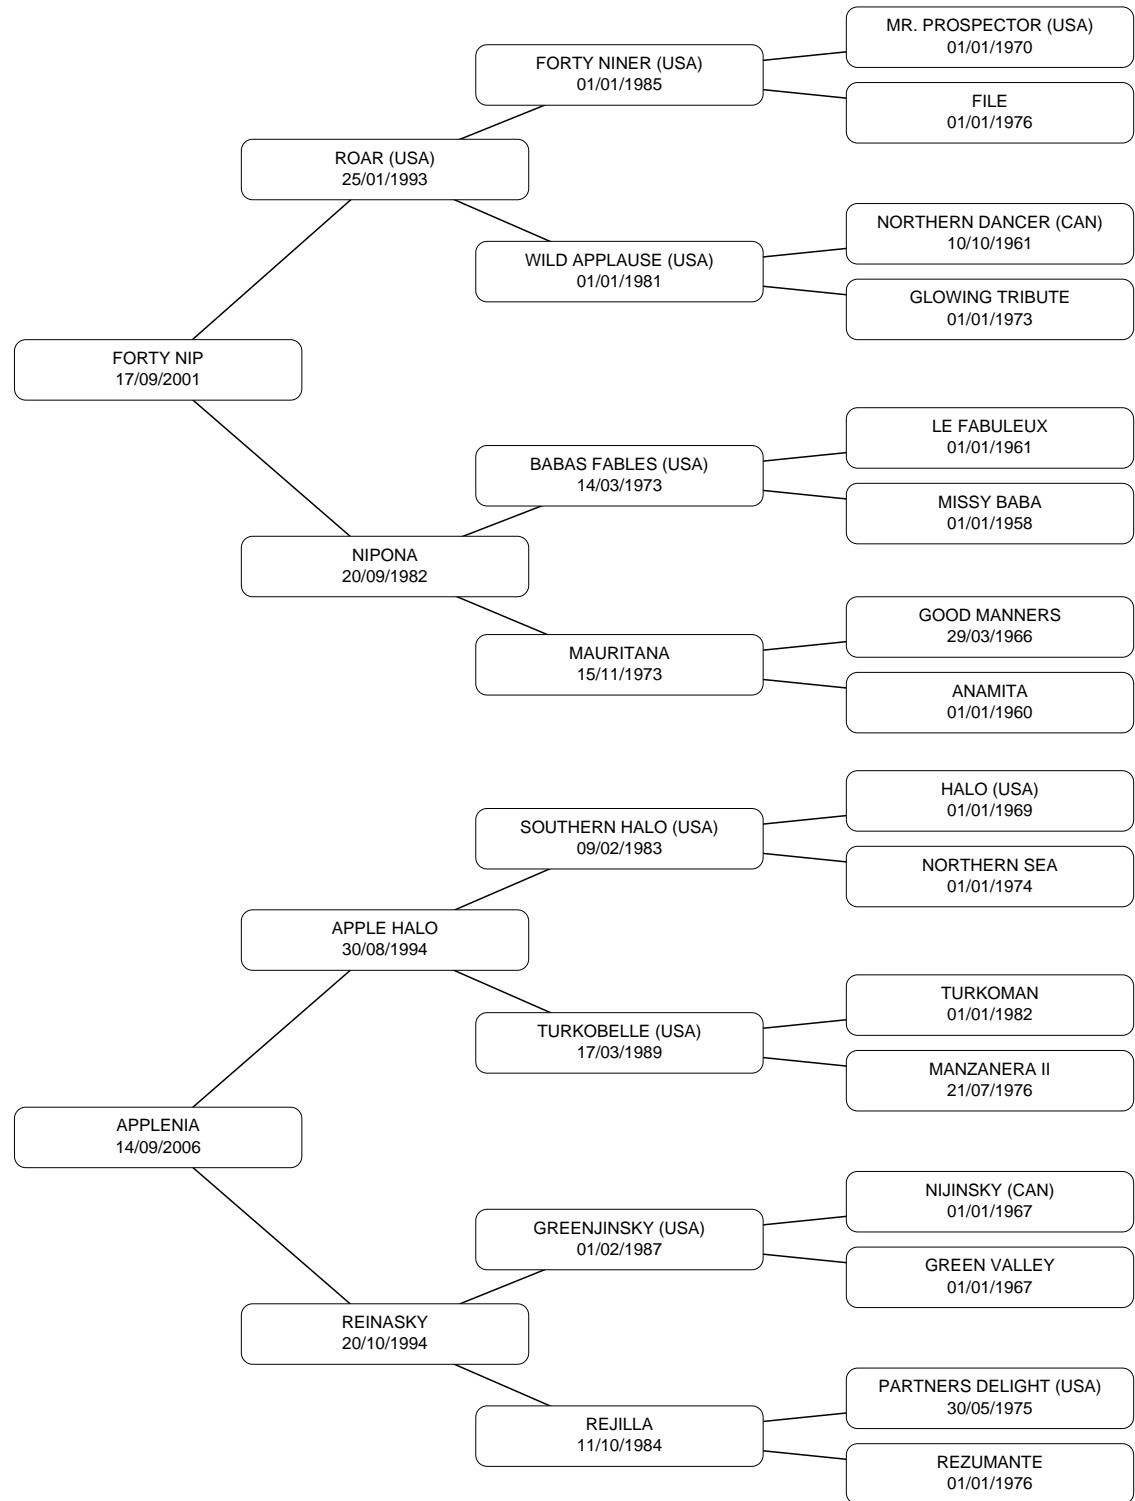 MR. PROSPECTOR (USA)
01/01/1970
FORTY NINER (USA)
01/01/1985
FILE
01/01/1976
ROAR (USA)
25/01/1993
NORTHERN DANCER (CAN)
10/10/1961
WILD APPLAUSE (USA)
01/01/1981
GLOWING TRIBUTE
01/01/1973
FORTY NIP
17/09/2001
LE FABULEUX
01/01/1961
BABAS FABLES (USA)
14/03/1973
MISSY BABA
01/01/1958
NIPONA
20/09/1982
GOOD MANNERS
29/03/1966
MAURITANA
15/11/1973
ANAMITA
01/01/1960
HALO (USA)
01/01/1969
SOUTHERN HALO (USA)
09/02/1983
NORTHERN SEA
01/01/1974
APPLE HALO
30/08/1994
TURKOMAN
01/01/1982
TURKOBELLE (USA)
17/03/1989
MANZANERA II
21/07/1976
APPLENIA
14/09/2006
NIJINSKY (CAN)
01/01/1967
GREENJINSKY (USA)
01/02/1987
GREEN VALLEY
01/01/1967
REINASKY
20/10/1994
PARTNERS DELIGHT (USA)
30/05/1975
REJILLA
11/10/1984
REZUMANTE
01/01/1976